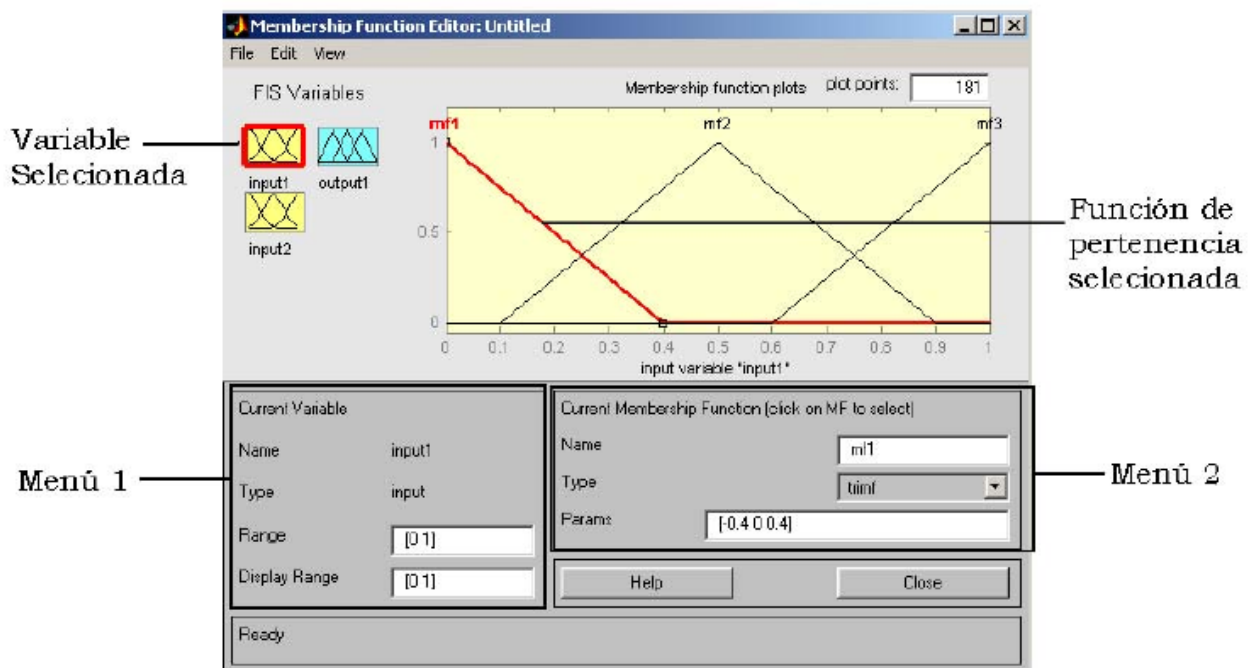 Membership Function Editor: Untitled
File Edit View
FIS Variables
Membership function plots plot points: 181
Variable
Selecionada
input1 output1
input2
mf1 mf2 mf3
1
0.5
0
0 0.1 0.2 0.3 0.4 0.5 0.6 0.7 0.8 0.9 1
input variable "input1"
Función de
pertenencia
selecionada
Menú 1
Current Variable
Name input1
Type input
Range [0 1]
Display Range [0 1]
Current Membership Function (click on MF to select)
Name mf1
Type trimf
Params [-0.4 0 0.4]
Menú 2
Help Close
Ready